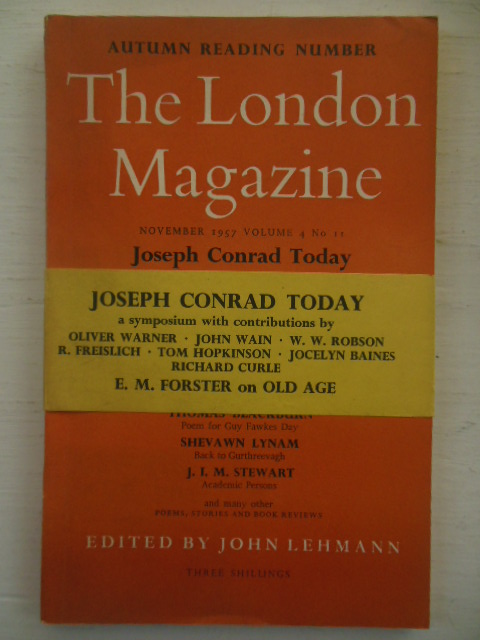 AUTUMN READING NUMBER
The London
Magazine
NOVEMBER 1957 VOLUME 4 No 11
Joseph Conrad Today
JOSEPH CONRAD TODAY
a symposium with contributions by
OLIVER WARNER · JOHN WAIN · W. W. ROBSON
R. FREISLICH · TOM HOPKINSON · JOCELYN BAINES
RICHARD CURLE
E. M. FORSTER on OLD AGE
THOMAS BLACKBURN
Poem for Guy Fawkes Day
SHEVAWN LYNAM
Back to Gurthreevagh
J. I. M. STEWART
Academic Persons
and many other
POEMS, STORIES AND BOOK REVIEWS
EDITED BY JOHN LEHMANN
THREE SHILLINGS